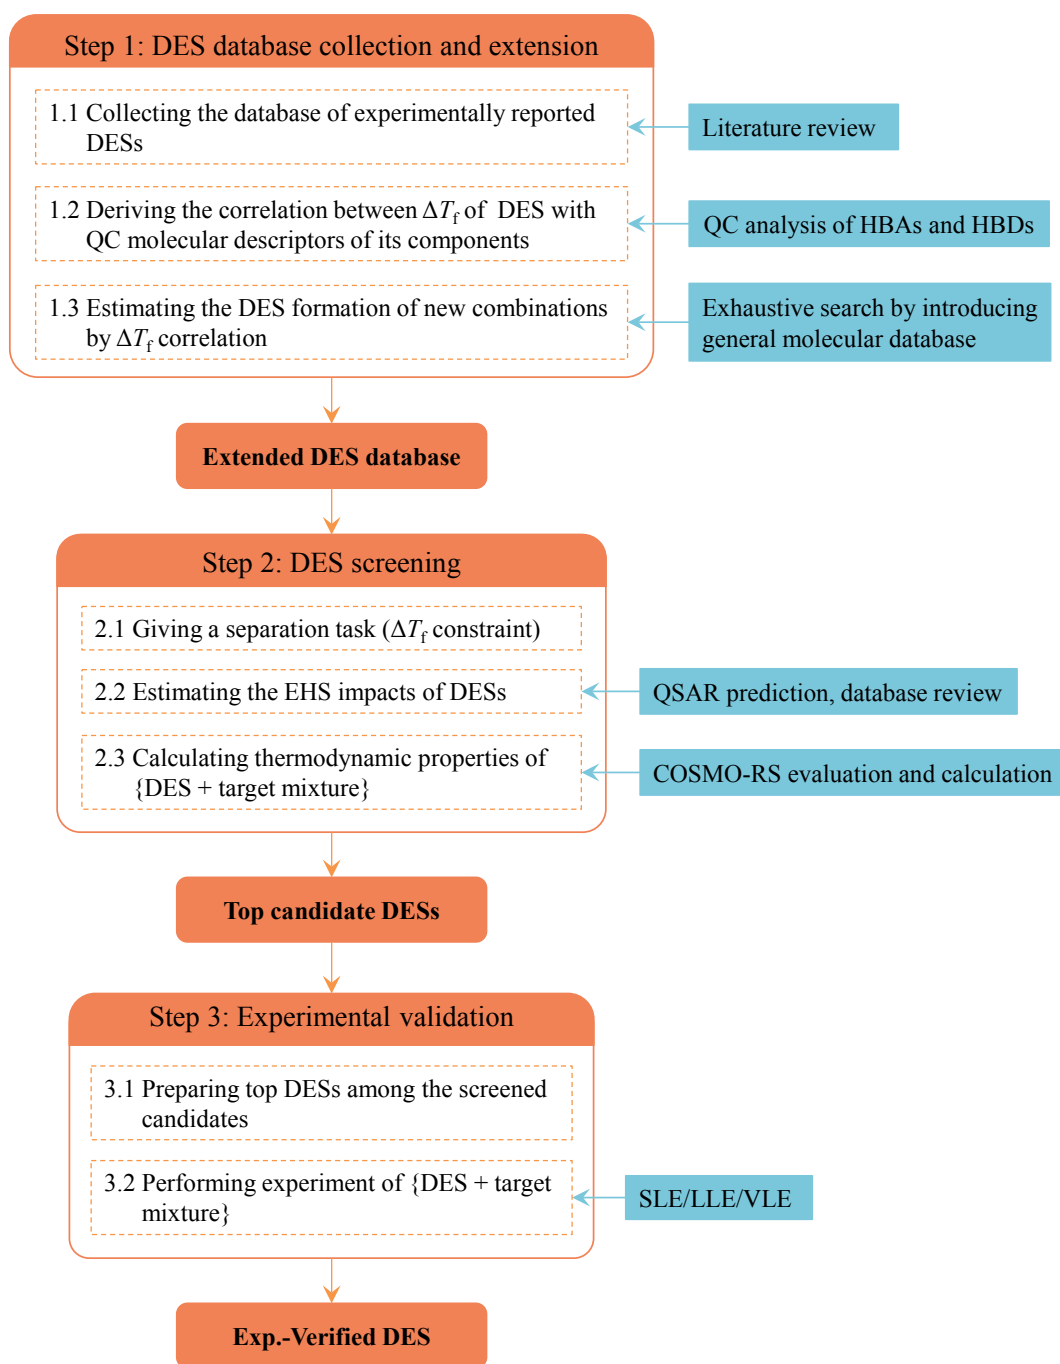 Step 1: DES database collection and extension
1.1 Collecting the database of experimentally reported
DESs
Literature review
1.2 Deriving the correlation between ΔTf of DES with
QC molecular descriptors of its components
QC analysis of HBAs and HBDs
1.3 Estimating the DES formation of new combinations
by ΔTf correlation
Exhaustive search by introducing
general molecular database
Extended DES database
Step 2: DES screening
2.1 Giving a separation task (ΔTf constraint)
2.2 Estimating the EHS impacts of DESs
QSAR prediction, database review
2.3 Calculating thermodynamic properties of
{DES + target mixture}
COSMO-RS evaluation and calculation
Top candidate DESs
Step 3: Experimental validation
3.1 Preparing top DESs among the screened
candidates
3.2 Performing experiment of {DES + target
mixture}
SLE/LLE/VLE
Exp.-Verified DES